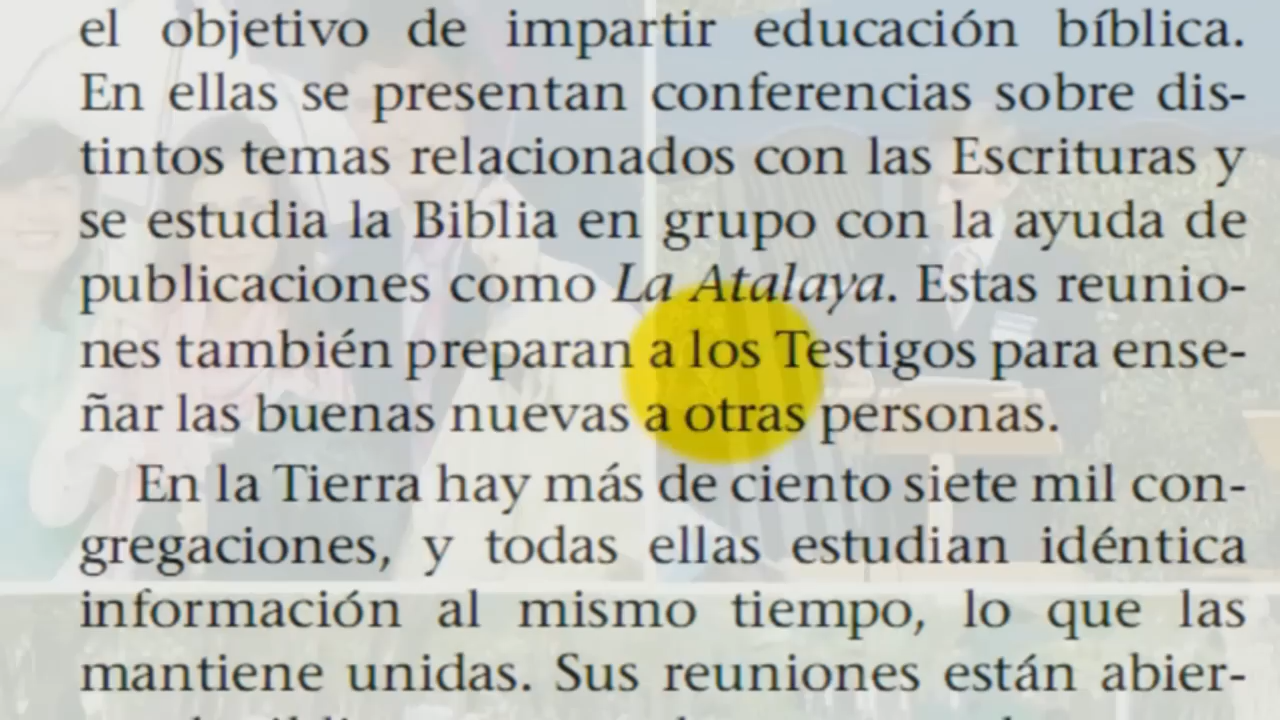 el objetivo de impartir educación bíblica.
En ellas se presentan conferencias sobre dis-
tintos temas relacionados con las Escrituras y
se estudia la Biblia en grupo con la ayuda de
publicaciones como La Atalaya. Estas reunio-
nes también preparan a los Testigos para ense-
ñar las buenas nuevas a otras personas.
En la Tierra hay más de ciento siete mil con-
gregaciones, y todas ellas estudian idéntica
información al mismo tiempo, lo que las
mantiene unidas. Sus reuniones están abier-